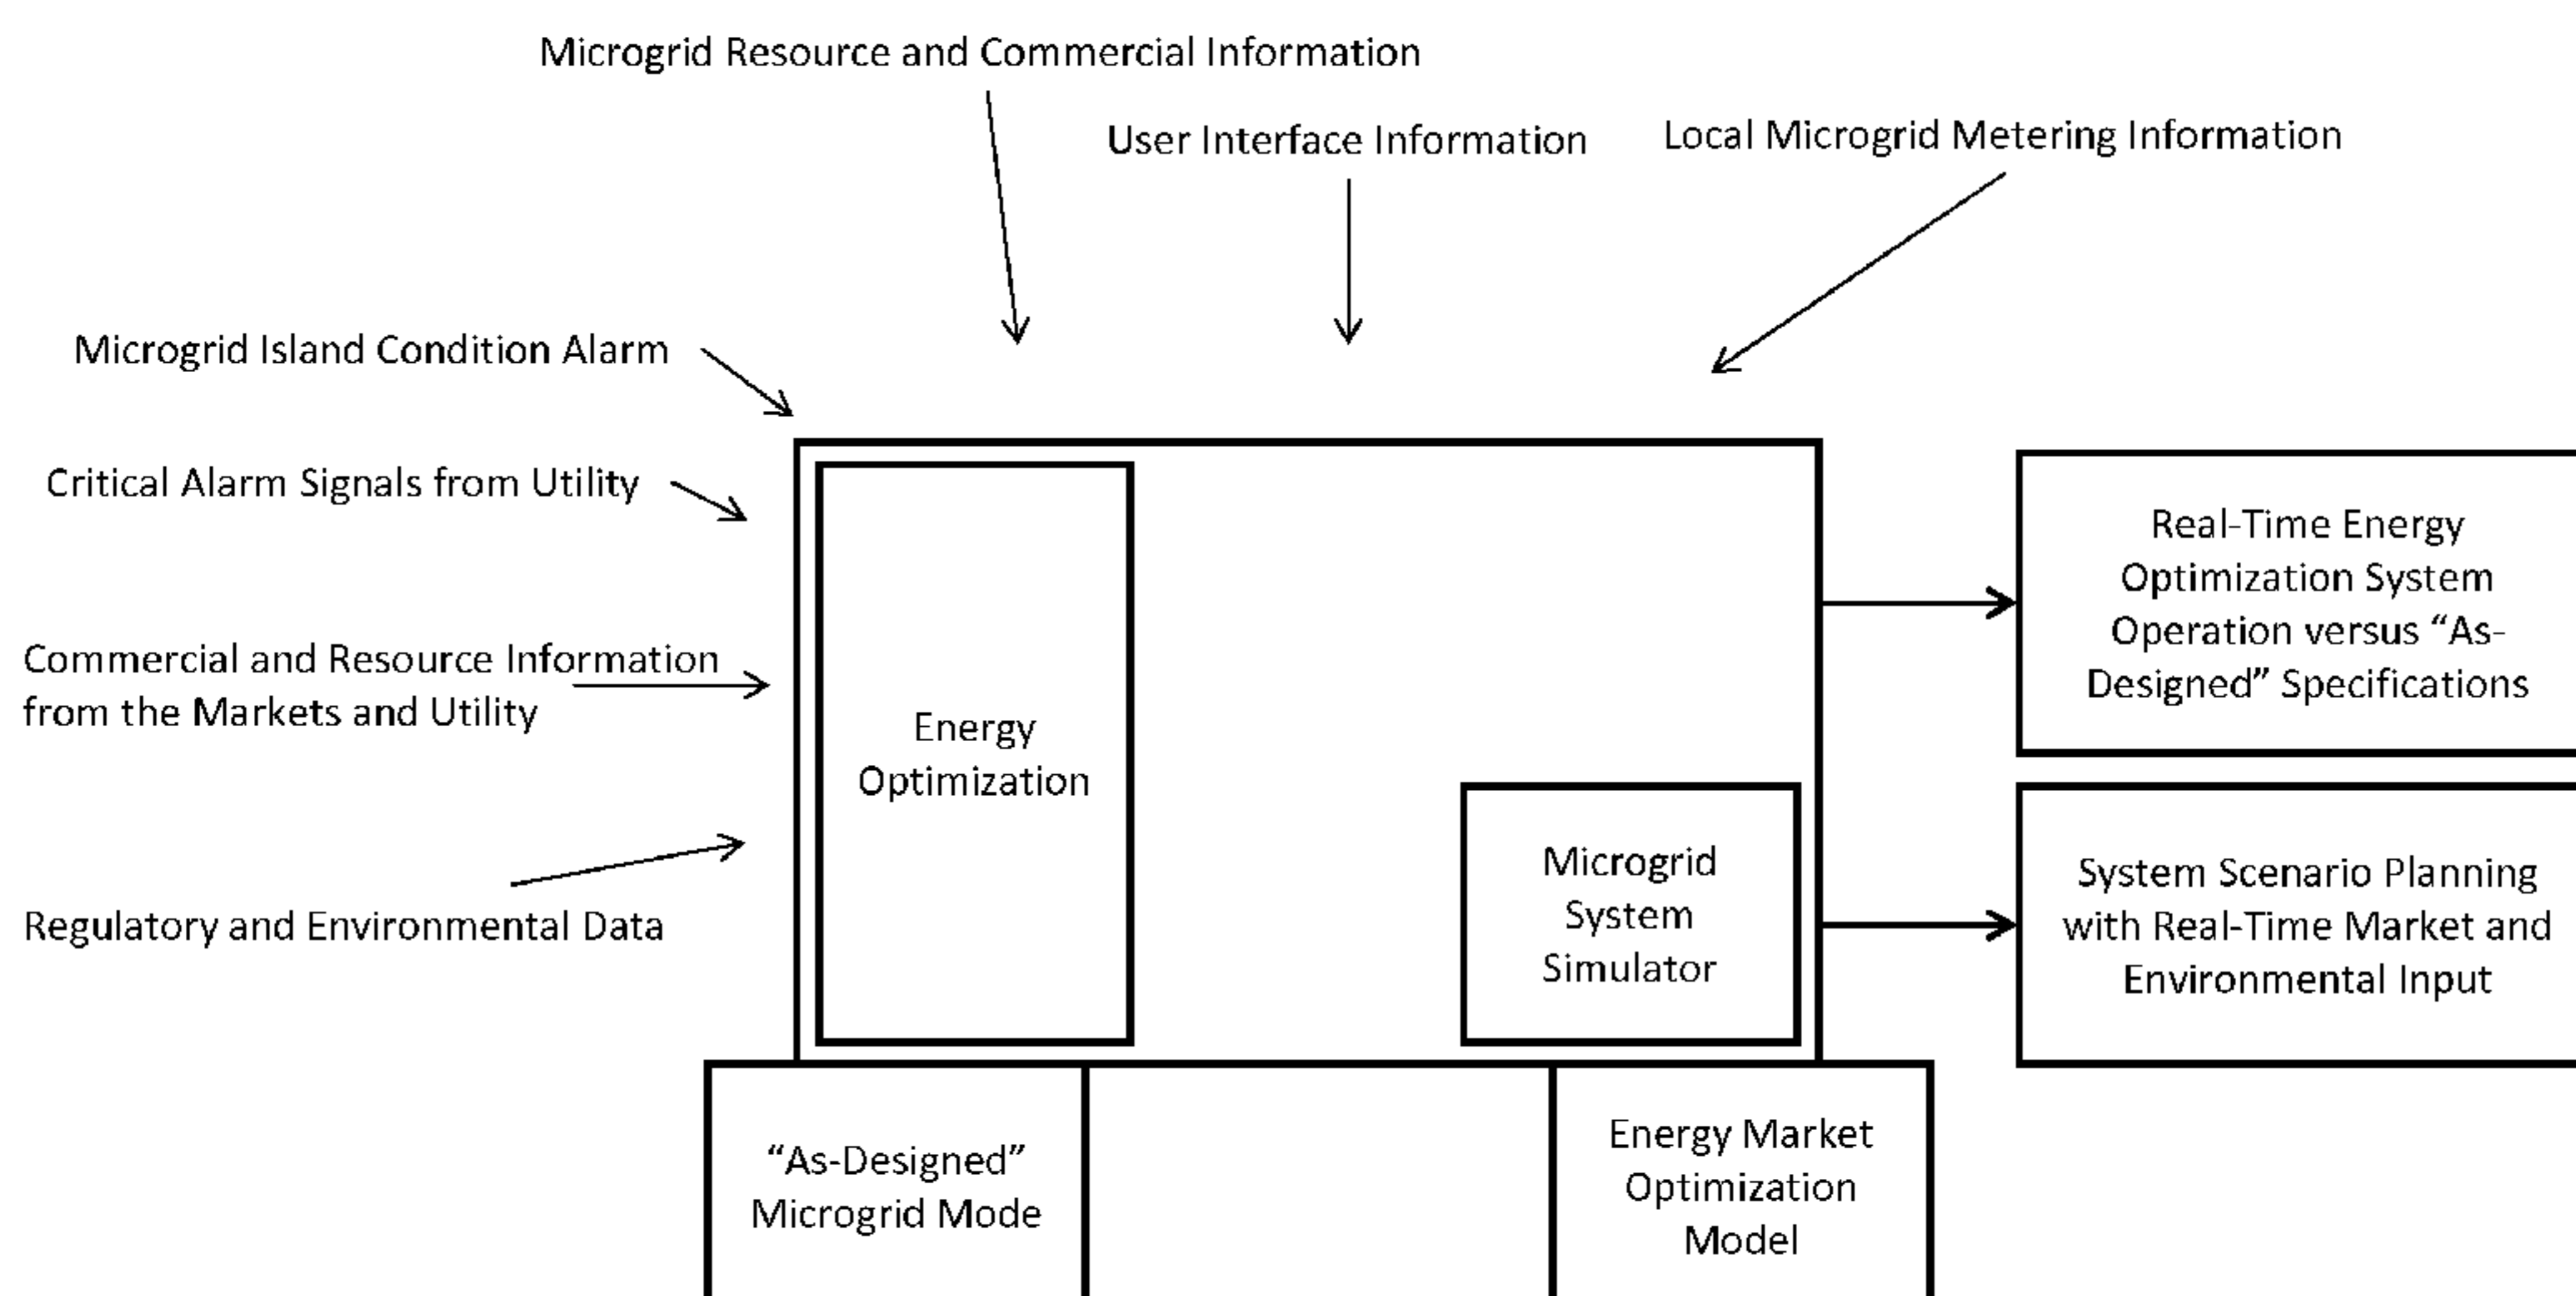 Microgrid Resource and Commercial Information
User Interface Information
Local Microgrid Metering Information
Microgrid Island Condition Alarm
Critical Alarm Signals from Utility
Commercial and Resource Information
from the Markets and Utility
Regulatory and Environmental Data
Energy
Optimization
Microgrid
System
Simulator
Real-Time Energy
Optimization System
Operation versus “As-
Designed” Specifications
System Scenario Planning
with Real-Time Market and
Environmental Input
“As-Designed”
Microgrid Mode
Energy Market
Optimization
Model